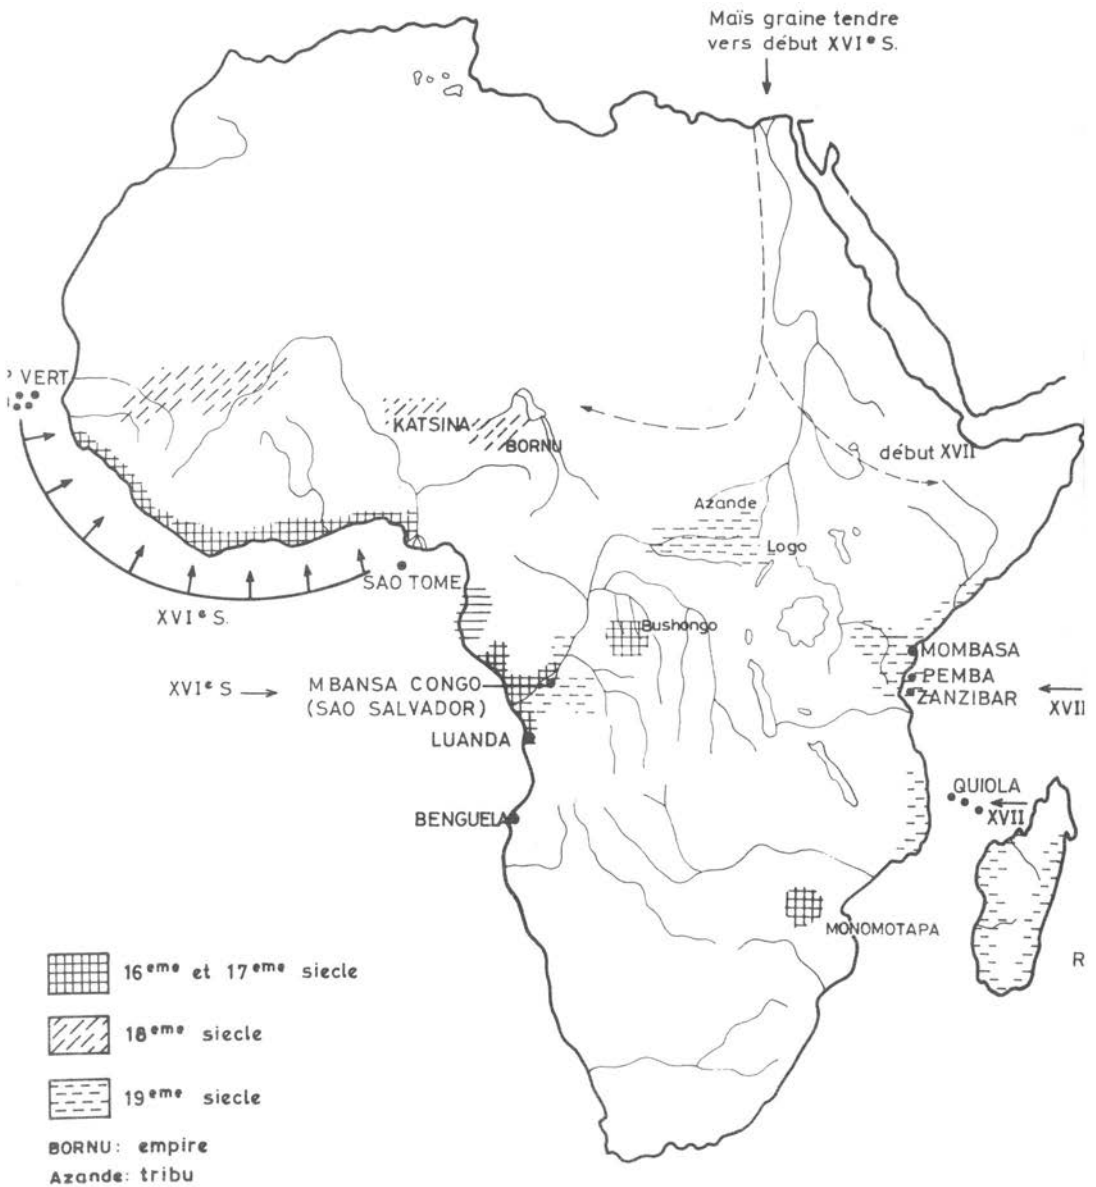 Maïs graine tendre
vers début XVIᵉ S.
VERT
KATSINA
BORNU
début XVII
Azande
Logo
SAO TOME
XVIᵉ S.
Bushongo
MOMBASA
PEMBA
ZANZIBAR
XVIᵉ S
MBANSA CONGO
(SAO SALVADOR)
XVII
LUANDA
QUIOLA
XVII
BENGUELA
MONOMOTAPA
R
16ᵉᵐᵉ et 17ᵉᵐᵉ siecle
18ᵉᵐᵉ siecle
19ᵉᵐᵉ siecle
BORNU: empire
Azande: tribu